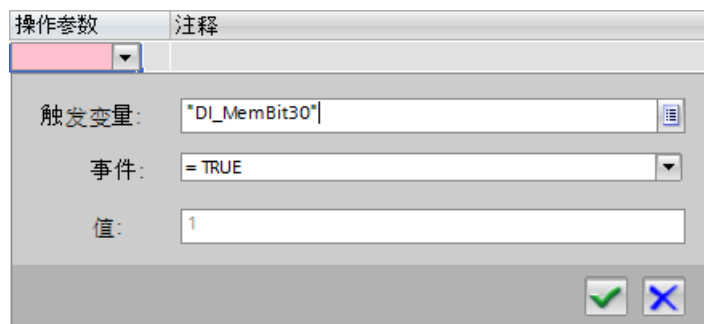 操作参数 注释
触发变量: "DI_MemBit30"
事件: = TRUE
值: 1